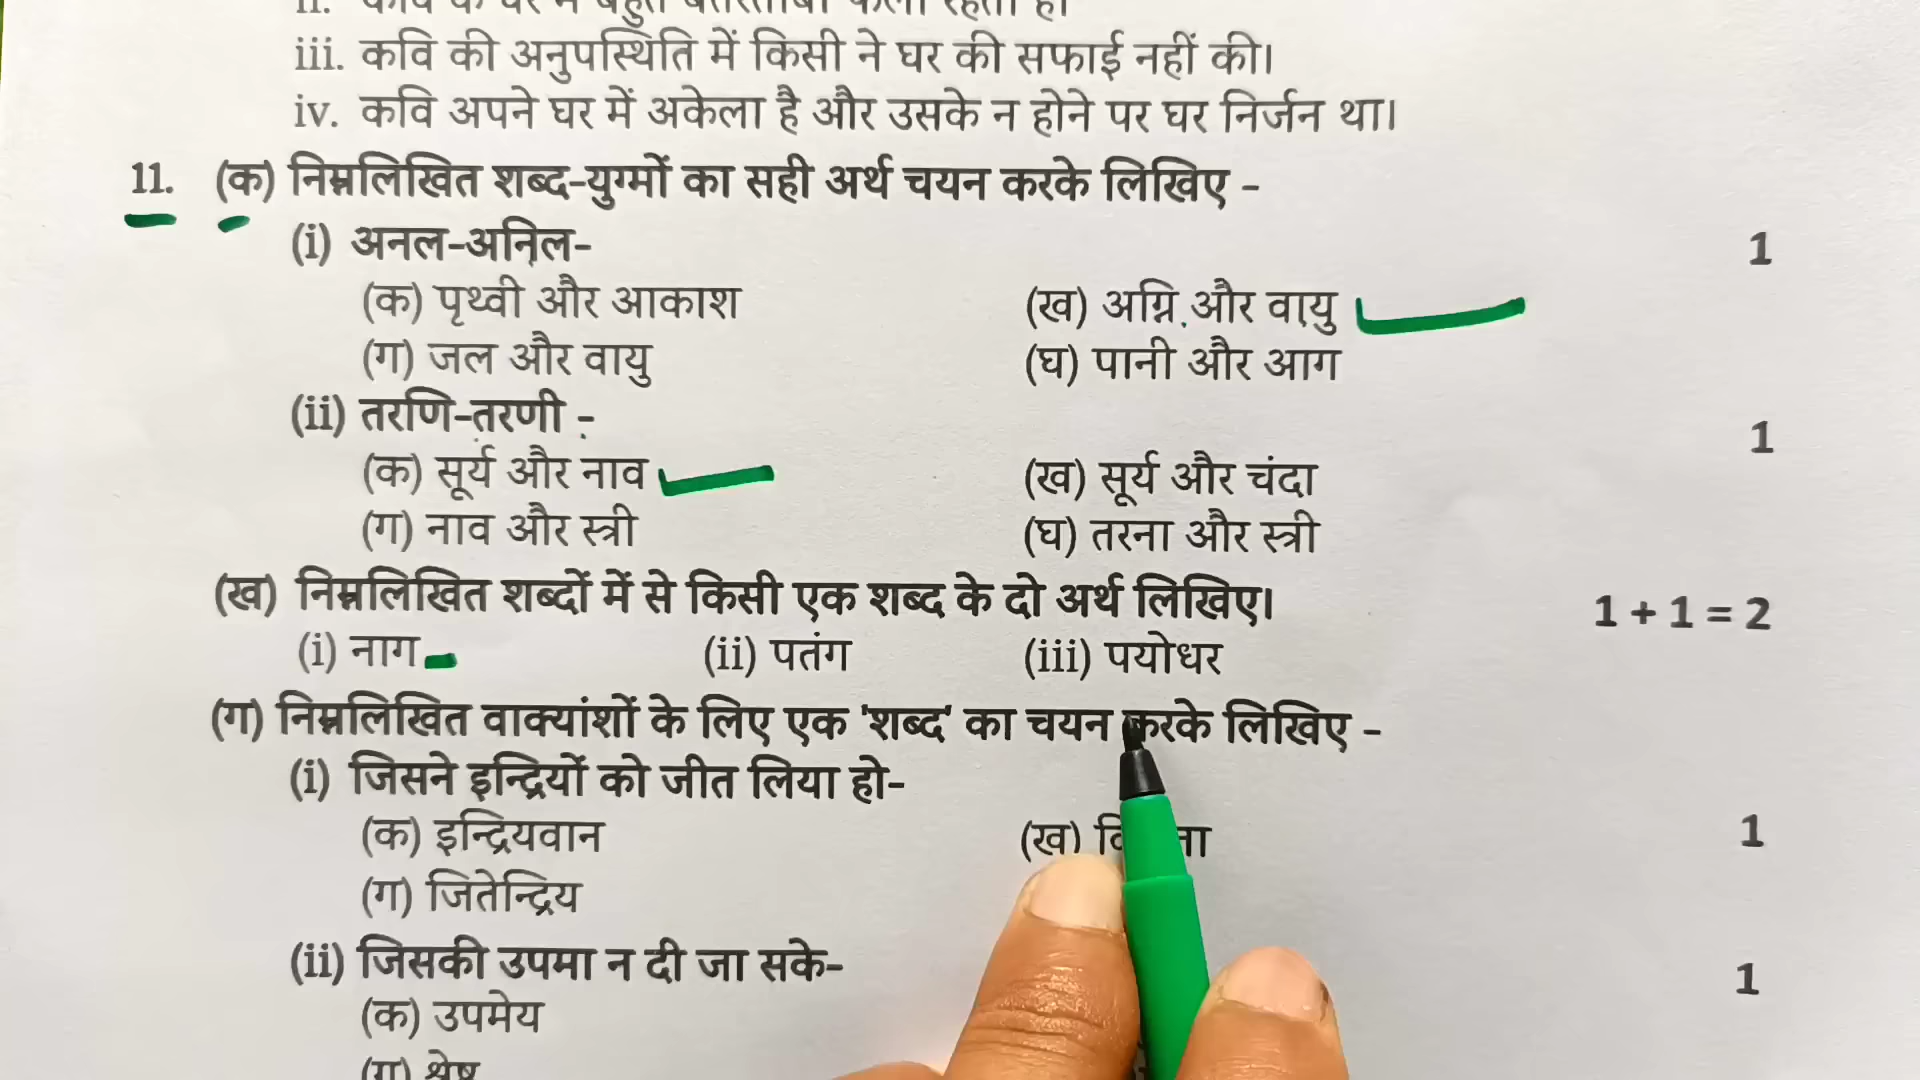 iii. कवि की अनुपस्थिति में किसी ने घर की सफाई नहीं की।
iv. कवि अपने घर में अकेला है और उसके न होने पर घर निर्जन था।
11. (क) निम्नलिखित शब्द-युग्मों का सही अर्थ चयन करके लिखिए -
(i) अनल-अनिल- 1
(क) पृथ्वी और आकाश (ख) अग्नि और वायु
(ग) जल और वायु (घ) पानी और आग
(ii) तरणि-तरणी - 1
(क) सूर्य और नाव (ख) सूर्य और चंदा
(ग) नाव और स्त्री (घ) तरना और स्त्री
(ख) निम्नलिखित शब्दों में से किसी एक शब्द के दो अर्थ लिखिए। 1 + 1 = 2
(i) नाग (ii) पतंग (iii) पयोधर
(ग) निम्नलिखित वाक्यांशों के लिए एक 'शब्द' का चयन करके लिखिए -
(i) जिसने इन्द्रियों को जीत लिया हो-
(क) इन्द्रियवान (ख) 1
(ग) जितेन्द्रिय
(ii) जिसकी उपमा न दी जा सके- 1
(क) उपमेय
(ग) श्रेष्ठ